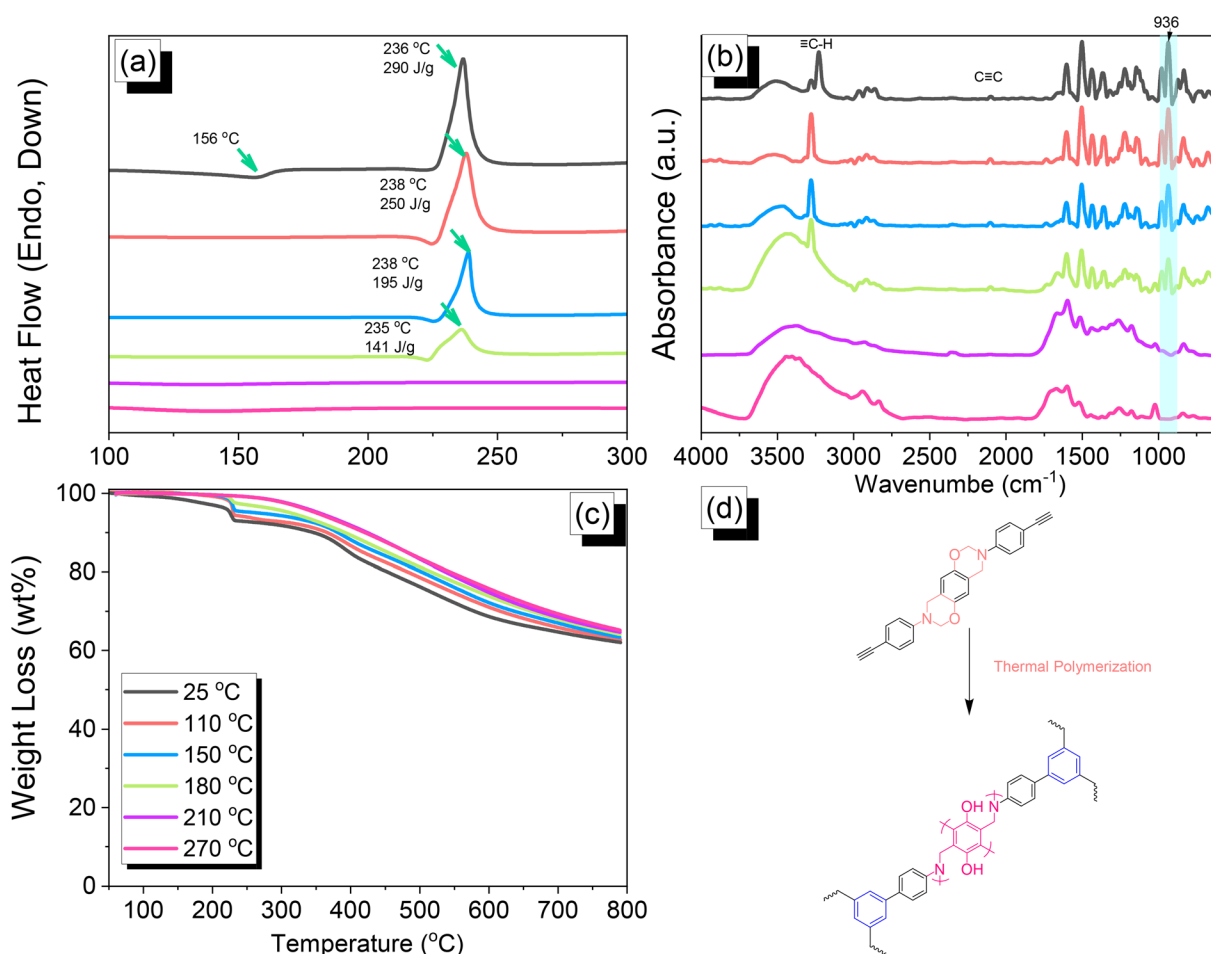 (a)
236 °C
290 J/g
156 °C
238 °C
250 J/g
238 °C
195 J/g
235 °C
141 J/g
Heat Flow (Endo, Down)
100 150 200 250 300
(b)
≡C-H
C≡C
936
Absorbance (a.u.)
4000 3500 3000 2500 2000 1500 1000
Wavenumbe (cm⁻¹)
(c)
100
80
60
40
20
0
Weight Loss (wt%)
25 °C
110 °C
150 °C
180 °C
210 °C
270 °C
100 200 300 400 500 600 700 800
Temperature (°C)
(d)
O N
N O
Thermal Polymerization
OH N
N OH